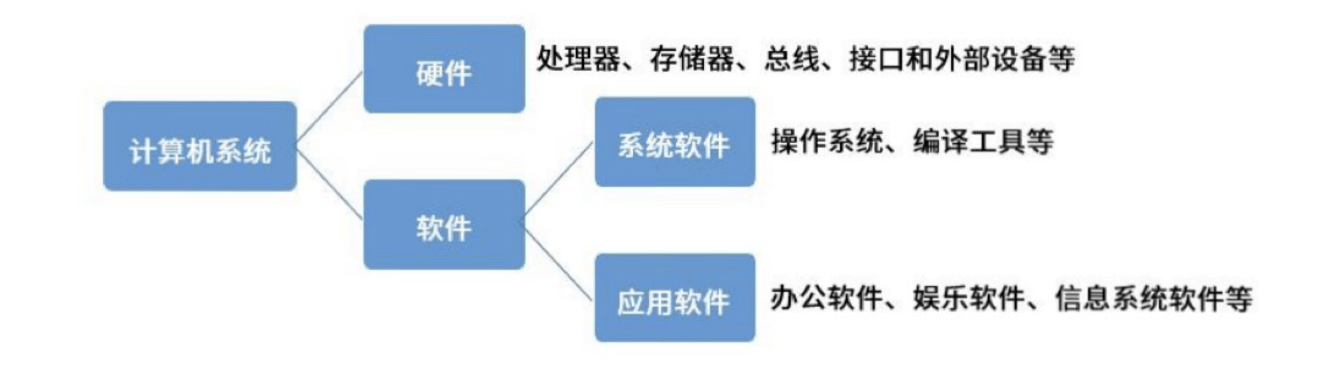 硬件
处理器、存储器、总线、接口和外部设备等
计算机系统
系统软件
操作系统、编译工具等
软件
应用软件
办公软件、娱乐软件、信息系统软件等